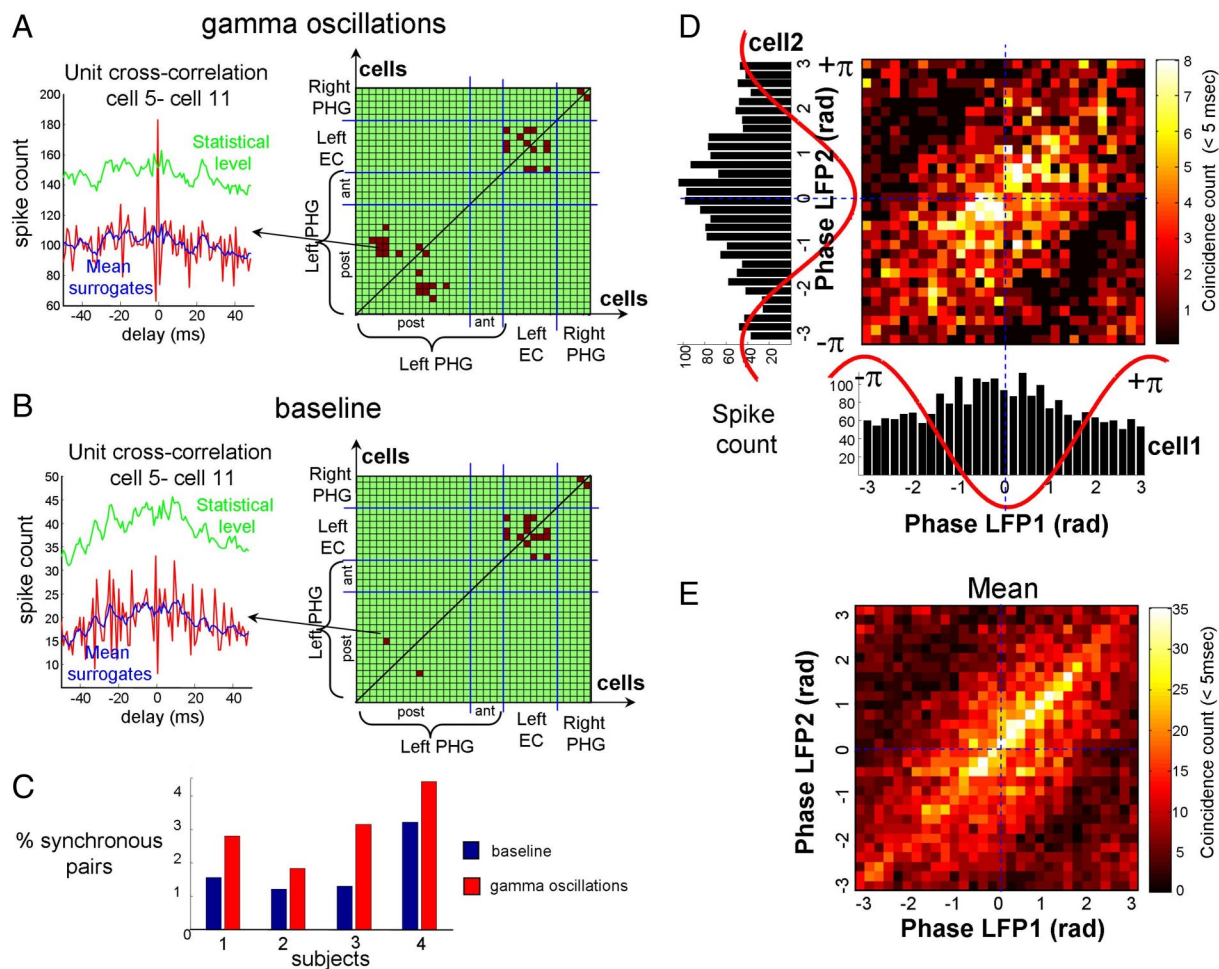 A
gamma oscillations
Unit cross-correlation
cell 5- cell 11
200
180
160
140
120
100
80
60
spike count
Statistical
level
Mean
surrogates
-40
-20
0
20
40
delay (ms)
cells
Right
PHG
Left
EC
ant
Left PHG
post
cells
post
ant
Left PHG
Left
EC
Right
PHG
B
baseline
Unit cross-correlation
cell 5- cell 11
50
45
40
35
30
25
20
15
10
spike count
Statistical
level
Mean
surrogates
-40
-20
0
20
40
delay (ms)
cells
Right
PHG
Left
EC
ant
Left PHG
post
cells
post
ant
Left PHG
Left
EC
Right
PHG
C
% synchronous
pairs
4
3
2
1
0
1
2
3
4
subjects
baseline
gamma oscillations
D
cell2
+π
3
2
1
0
-1
-2
-3
-π
Phase LFP2 (rad)
100
80
60
40
20
Spike
count
8
7
6
5
4
3
2
1
0
Coincidence count (< 5 msec)
-π
+π
100
80
60
40
20
cell1
-3
-2
-1
0
1
2
3
Phase LFP1 (rad)
E
Mean
3
2
1
0
-1
-2
-3
Phase LFP2 (rad)
-3
-2
-1
0
1
2
3
Phase LFP1 (rad)
35
30
25
20
15
10
5
0
Coincidence count (< 5msec)